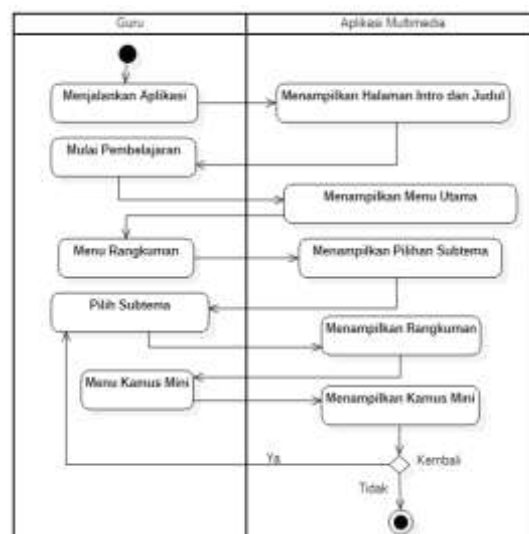 Guru
Aplikasi Multimedia
Menjalankan Aplikasi
Menampilkan Halaman Intro dan Judul
Mulai Pembelajaran
Menampilkan Menu Utama
Menu Rangkuman
Menampilkan Pilihan Subtema
Pilih Subtema
Menampilkan Rangkuman
Menu Kamus Mini
Menampilkan Kamus Mini
Ya
Kembali
Tidak